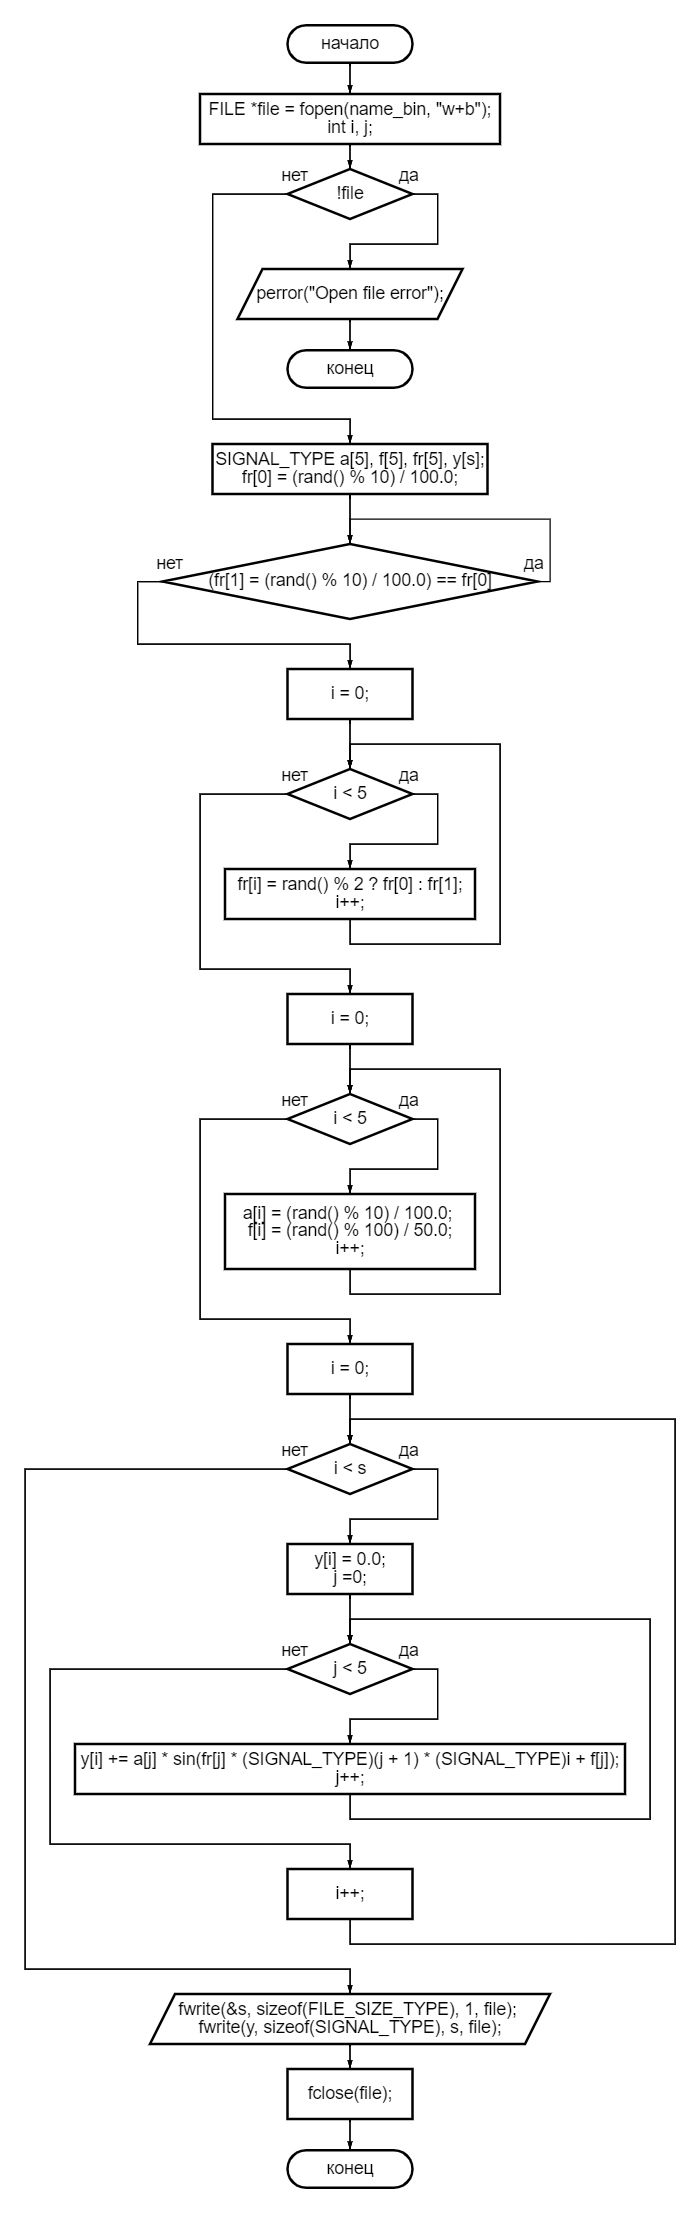 начало
FILE *file = fopen(name_bin, "w+b");
int i, j;
нет
да
!file
perror("Open file error");
конец
SIGNAL_TYPE a[5], f[5], fr[5], y[s];
fr[0] = (rand() % 10) / 100.0;
нет
да
(fr[1] = (rand() % 10) / 100.0) == fr[0]
i = 0;
нет
да
i < 5
fr[i] = rand() % 2 ? fr[0] : fr[1];
i++;
i = 0;
нет
да
i < 5
a[i] = (rand() % 10) / 100.0;
f[i] = (rand() % 100) / 50.0;
i++;
i = 0;
нет
да
i < s
y[i] = 0.0;
j =0;
нет
да
j < 5
y[i] += a[j] * sin(fr[j] * (SIGNAL_TYPE)(j + 1) * (SIGNAL_TYPE)i + f[j]);
j++;
i++;
fwrite(&s, sizeof(FILE_SIZE_TYPE), 1, file);
fwrite(y, sizeof(SIGNAL_TYPE), s, file);
fclose(file);
конец